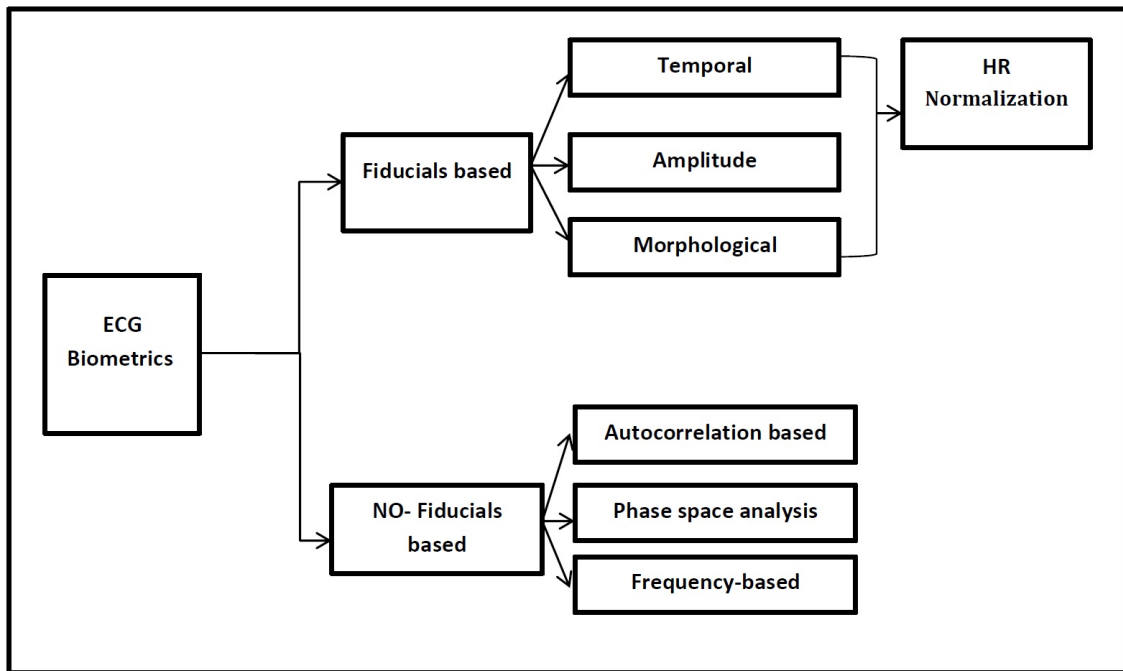 Temporal
HR
Normalization
Fiducials based
Amplitude
Morphological
ECG
Biometrics
Autocorrelation based
NO- Fiducials
based
Phase space analysis
Frequency-based